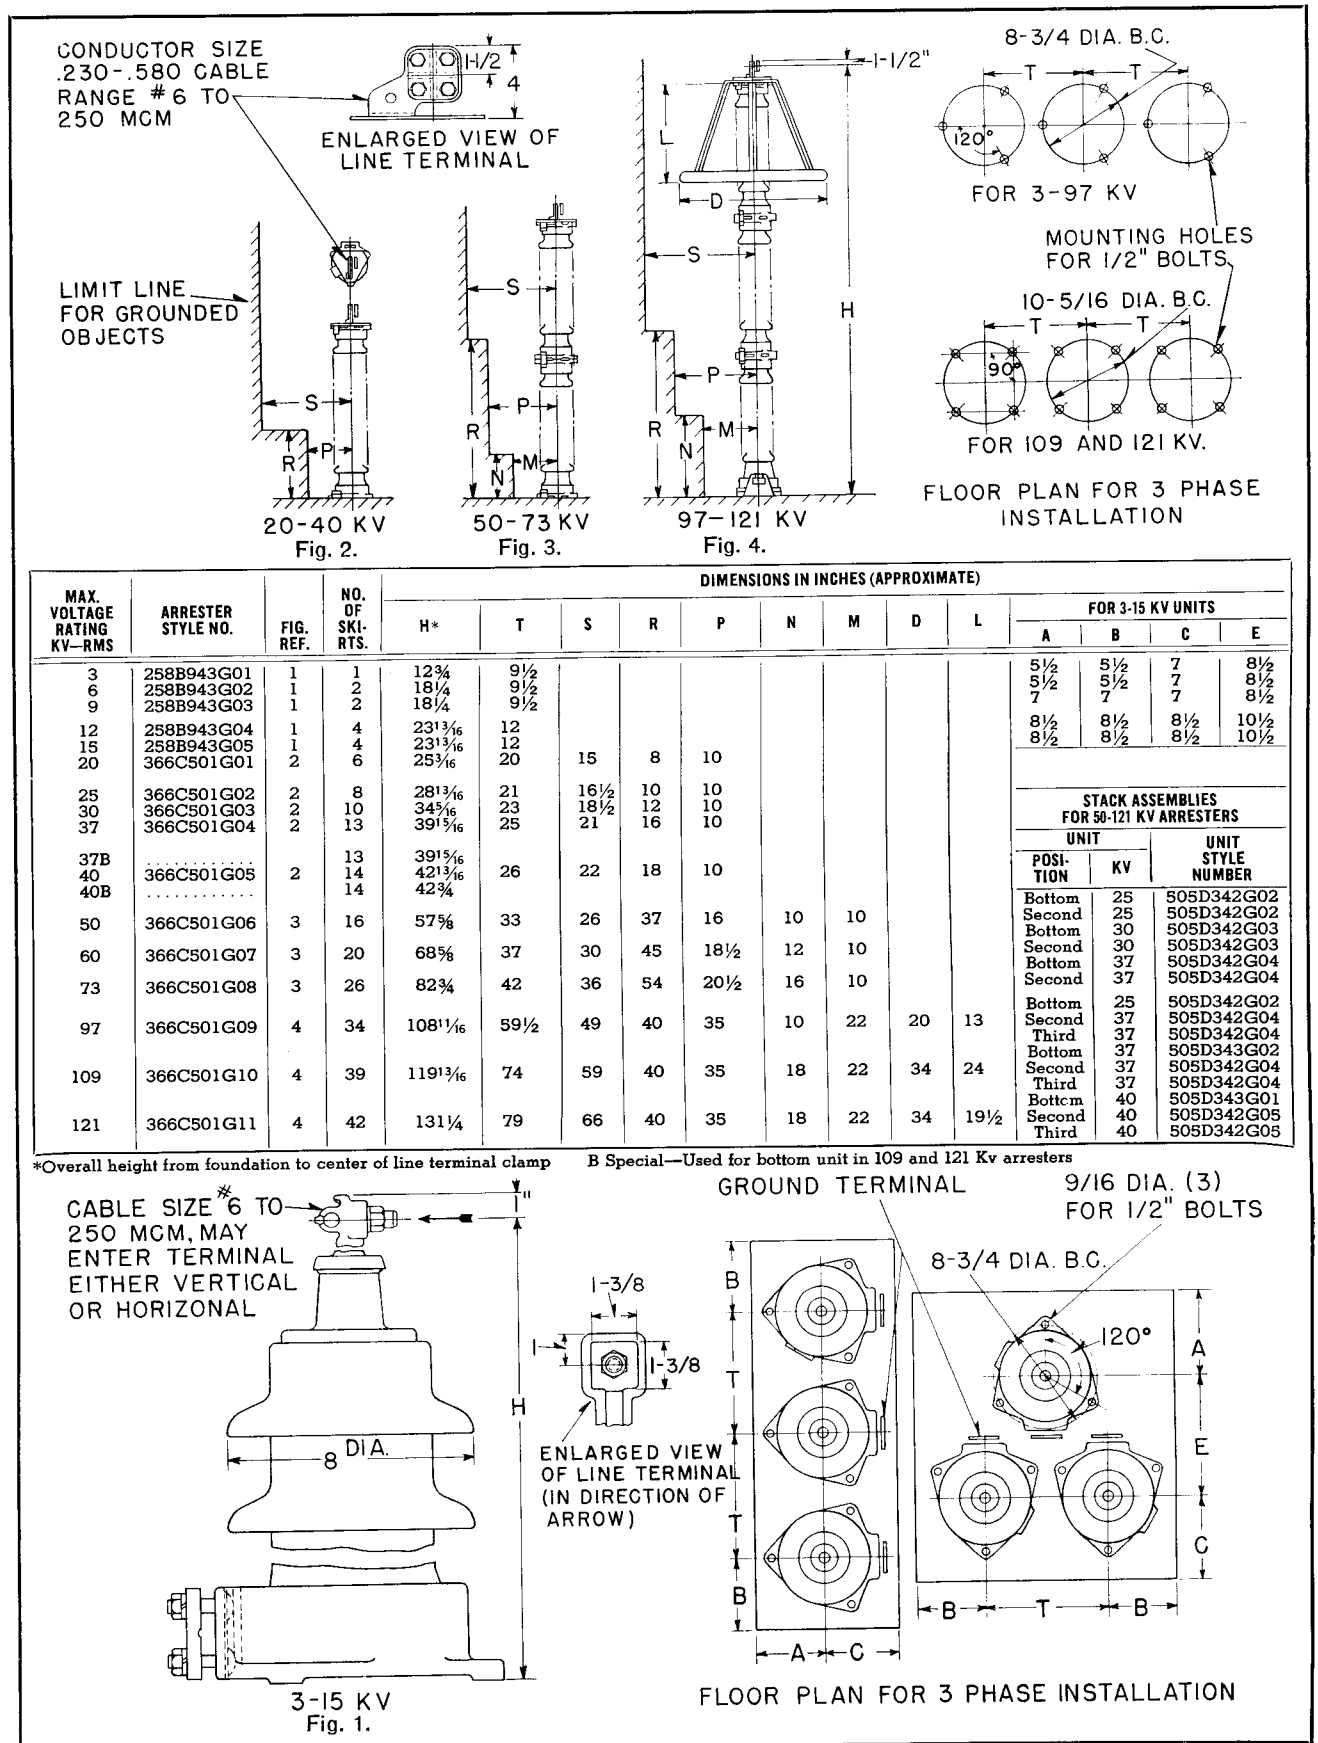 CONDUCTOR SIZE
.230-.580 CABLE
RANGE #6 TO
250 MCM
1-1/2
4
ENLARGED VIEW OF
LINE TERMINAL
LIMIT LINE
FOR GROUNDED
OBJECTS
S
R
P
20-40 KV
Fig. 2.
S
P
R
N
M
50-73 KV
Fig. 3.
1-1/2"
L
D
S
H
P
R
M
N
97-121 KV
Fig. 4.
8-3/4 DIA. B.C.
T
T
120°
FOR 3-97 KV
MOUNTING HOLES
FOR 1/2" BOLTS
10-5/16 DIA. B.C.
T
T
90°
FOR 109 AND 121 KV.
FLOOR PLAN FOR 3 PHASE
INSTALLATION
MAX. VOLTAGE RATING KV—RMS ARRESTER STYLE NO. FIG. REF. NO. OF SKI-RTS. DIMENSIONS IN INCHES (APPROXIMATE)
H* T S R P N M D L FOR 3-15 KV UNITS
A B C E
3 258B943G01 1 1 12¾ 9½ 5½ 5½ 7 8½
6 258B943G02 1 2 18¼ 9½ 5½ 5½ 7 8½
9 258B943G03 1 2 18¼ 9½ 7 7 7 8½
12 258B943G04 1 4 23 13/16 12 8½ 8½ 8½ 10½
15 258B943G05 1 4 23 13/16 12 8½ 8½ 8½ 10½
20 366C501G01 2 6 25 3/16 20 15 8 10
25 366C501G02 2 8 28 13/16 21 16½ 10 10
30 366C501G03 2 10 34 5/16 23 18½ 12 10
37 366C501G04 2 13 39 15/16 25 21 16 10
37B ............ 13 39 15/16
40 366C501G05 2 14 42 13/16 26 22 18 10
40B ............ 14 42¾
50 366C501G06 3 16 57⅝ 33 26 37 16 10 10
60 366C501G07 3 20 68⅝ 37 30 45 18½ 12 10
73 366C501G08 3 26 82¾ 42 36 54 20½ 16 10
97 366C501G09 4 34 108 11/16 59½ 49 40 35 10 22 20 13
109 366C501G10 4 39 119 13/16 74 59 40 35 18 22 34 24
121 366C501G11 4 42 131¼ 79 66 40 35 18 22 34 19½
STACK ASSEMBLIES
FOR 50-121 KV ARRESTERS
UNIT
POSI-TION KV UNIT STYLE NUMBER
Bottom 25 505D342G02
Second 25 505D342G02
Bottom 30 505D342G03
Second 30 505D342G03
Bottom 37 505D342G04
Second 37 505D342G04
Bottom 25 505D342G02
Second 37 505D342G04
Third 37 505D342G04
Bottom 37 505D343G02
Second 37 505D342G04
Third 37 505D342G04
Bottom 40 505D343G01
Second 40 505D342G05
Third 40 505D342G05
*Overall height from foundation to center of line terminal clamp B Special—Used for bottom unit in 109 and 121 Kv arresters
CABLE SIZE #6 TO
250 MCM, MAY
ENTER TERMINAL
EITHER VERTICAL
OR HORIZONAL
1"
H
8 DIA.
3-15 KV
Fig. 1.
1-3/8
1
1-3/8
ENLARGED VIEW
OF LINE TERMINAL
(IN DIRECTION OF
ARROW)
GROUND TERMINAL
9/16 DIA. (3)
FOR 1/2" BOLTS
8-3/4 DIA. B.C.
120°
B
T
T
B
A
C
A
E
C
B
T
B
FLOOR PLAN FOR 3 PHASE INSTALLATION